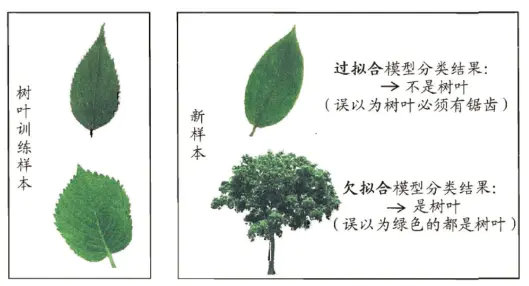 树叶训练样本
新样本
过拟合模型分类结果:
→ 不是树叶
(误以为树叶必须有锯齿)
欠拟合模型分类结果:
→ 是树叶
(误以为绿色的都是树叶)